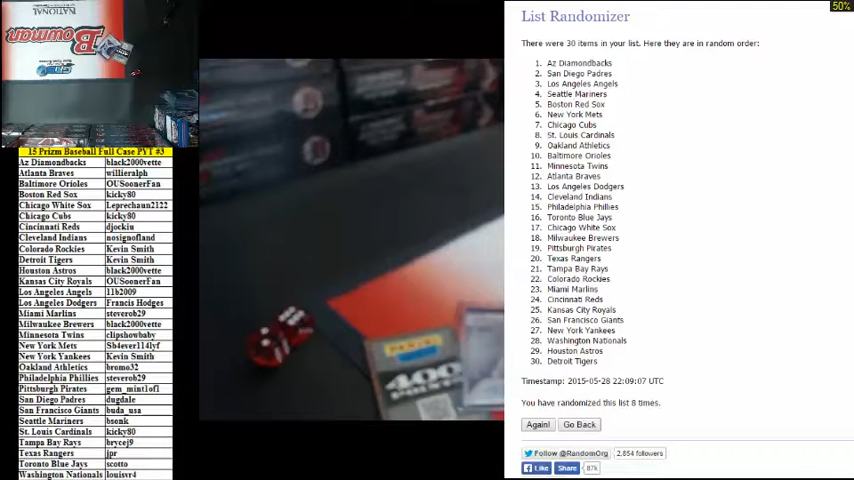 50%
NATIONAL
Bowman
15 Prizm Baseball Full Case PYT #3
Az Diamondbacks black2000vette
Atlanta Braves willieralph
Baltimore Orioles OUSoonerFan
Boston Red Sox kicky80
Chicago White Sox Leprechaun2122
Chicago Cubs kicky80
Cincinnati Reds djockin
Cleveland Indians nosignofland
Colorado Rockies Kevin Smith
Detroit Tigers Kevin Smith
Houston Astros black2000vette
Kansas City Royals OUSoonerFan
Los Angeles Angels 11b2009
Los Angeles Dodgers Francis Hodges
Miami Marlins steverob29
Milwaukee Brewers black2000vette
Minnesota Twins clipshowbaby
New York Mets Sb4ever114lyf
New York Yankees Kevin Smith
Oakland Athletics bromo32
Philadelphia Phillies steverob29
Pittsburgh Pirates gem_mint1of1
San Diego Padres dugdale
San Francisco Giants buda_usa
Seattle Mariners bsonk
St. Louis Cardinals kicky80
Tampa Bay Rays brycej9
Texas Rangers jpr
Toronto Blue Jays scotto
Washington Nationals louisvr4
PANINI
400
POINTS
List Randomizer
There were 30 items in your list. Here they are in random order:
1. Az Diamondbacks
2. San Diego Padres
3. Los Angeles Angels
4. Seattle Mariners
5. Boston Red Sox
6. New York Mets
7. Chicago Cubs
8. St. Louis Cardinals
9. Oakland Athletics
10. Baltimore Orioles
11. Minnesota Twins
12. Atlanta Braves
13. Los Angeles Dodgers
14. Cleveland Indians
15. Philadelphia Phillies
16. Toronto Blue Jays
17. Chicago White Sox
18. Milwaukee Brewers
19. Pittsburgh Pirates
20. Texas Rangers
21. Tampa Bay Rays
22. Colorado Rockies
23. Miami Marlins
24. Cincinnati Reds
25. Kansas City Royals
26. San Francisco Giants
27. New York Yankees
28. Washington Nationals
29. Houston Astros
30. Detroit Tigers
Timestamp: 2015-05-28 22:09:07 UTC
You have randomized this list 8 times.
Again! Go Back
Follow @RandomOrg 2,854 followers
Like Share 87k